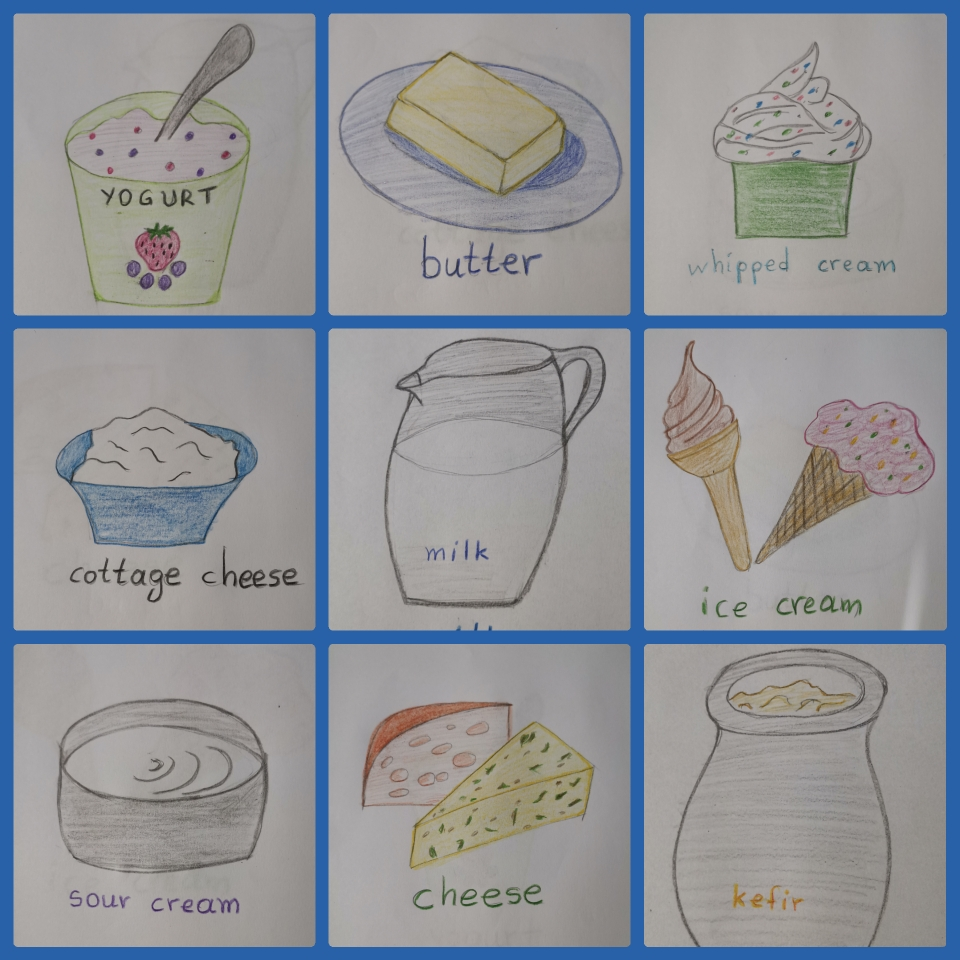 YOGURT
butter
whipped cream
cottage cheese
milk
ice cream
sour cream
cheese
kefir